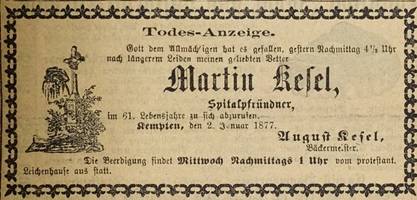 Todes-Anzeige.
Gott dem Allmächtigen hat es gefallen, gestern Nachmittag 4½ Uhr
nach längerem Leiden meinen geliebten Vetter
Martin Kesel,
Spitalpfründner,
im 61. Lebensjahre zu sich abzurufen.
Kempten, den 2. Januar 1877.
August Kesel,
Bäckermeister.
Die Beerdigung findet Mittwoch Nachmittags 1 Uhr vom protestant.
Leichenhause aus statt.